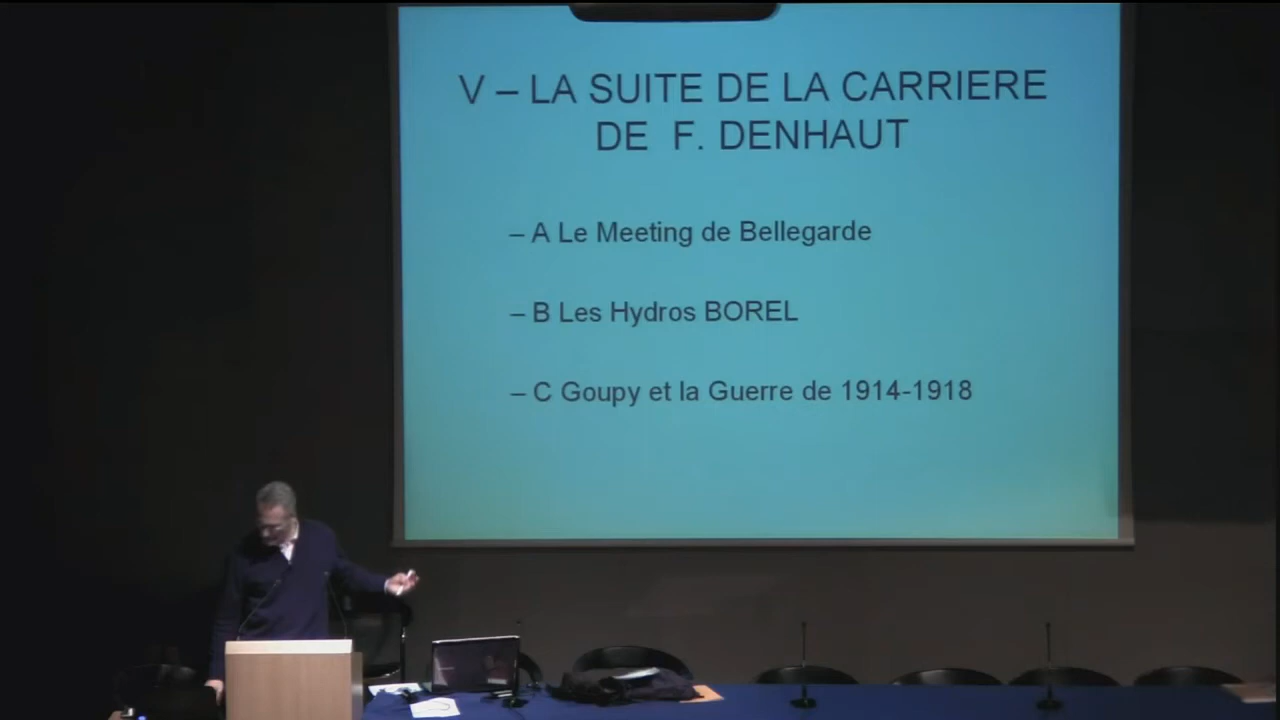 V – LA SUITE DE LA CARRIERE
DE F. DENHAUT
– A Le Meeting de Bellegarde
– B Les Hydros BOREL
– C Goupy et la Guerre de 1914-1918